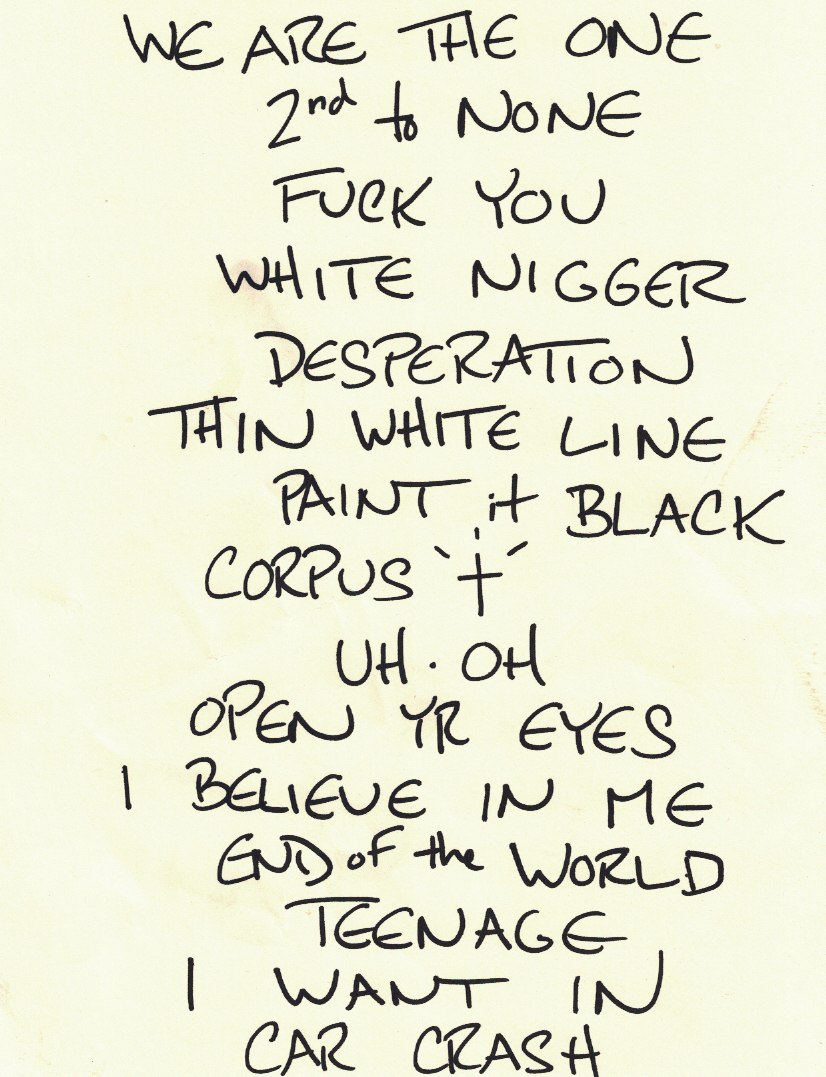 WE ARE THE ONE
2nd to NONE
FUCK YOU
WHITE NIGGER
DESPERATION
THIN WHITE LINE
PAINT it BLACK
CORPUS †
UH·OH
OPEN YR EYES
I BELIEVE IN ME
END of the WORLD
TEENAGE
I WANT IN
CAR CRASH